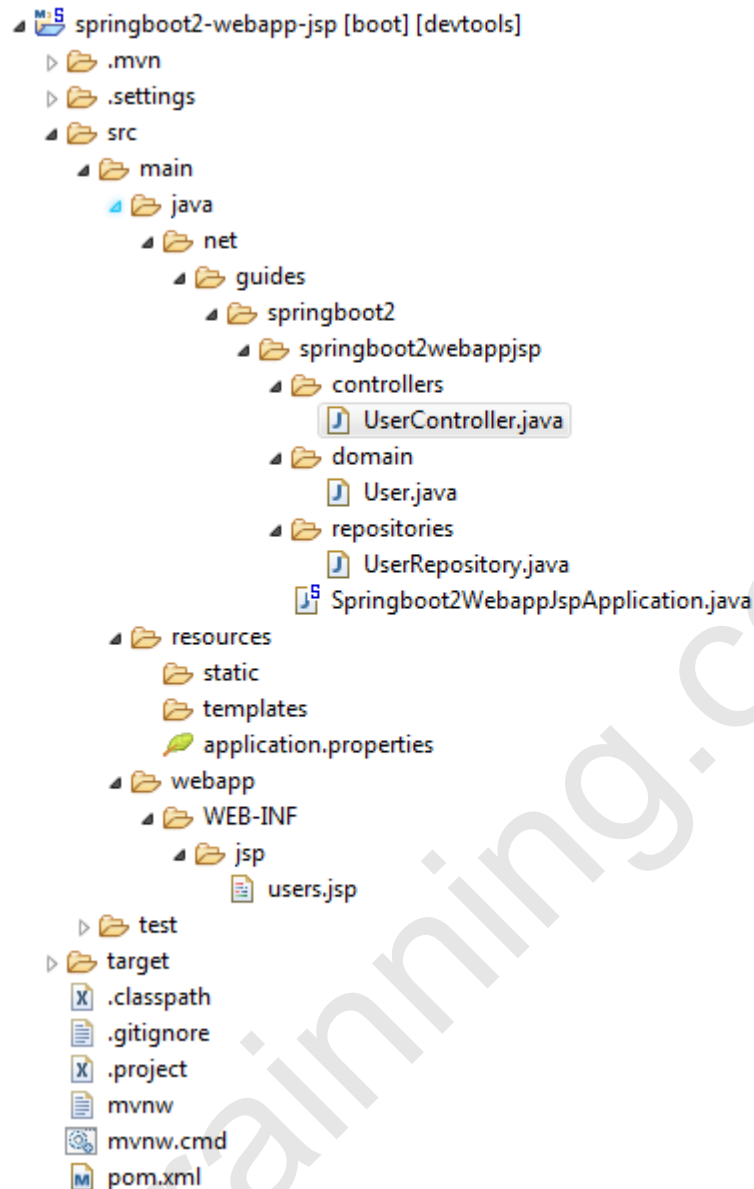 springboot2-webapp-jsp [boot] [devtools]
.mvn
.settings
src
main
java
net
guides
springboot2
springboot2webappjsp
controllers
UserController.java
domain
User.java
repositories
UserRepository.java
Springboot2WebappJspApplication.java
resources
static
templates
application.properties
webapp
WEB-INF
jsp
users.jsp
test
target
.classpath
.gitignore
.project
mvnw
mvnw.cmd
pom.xml